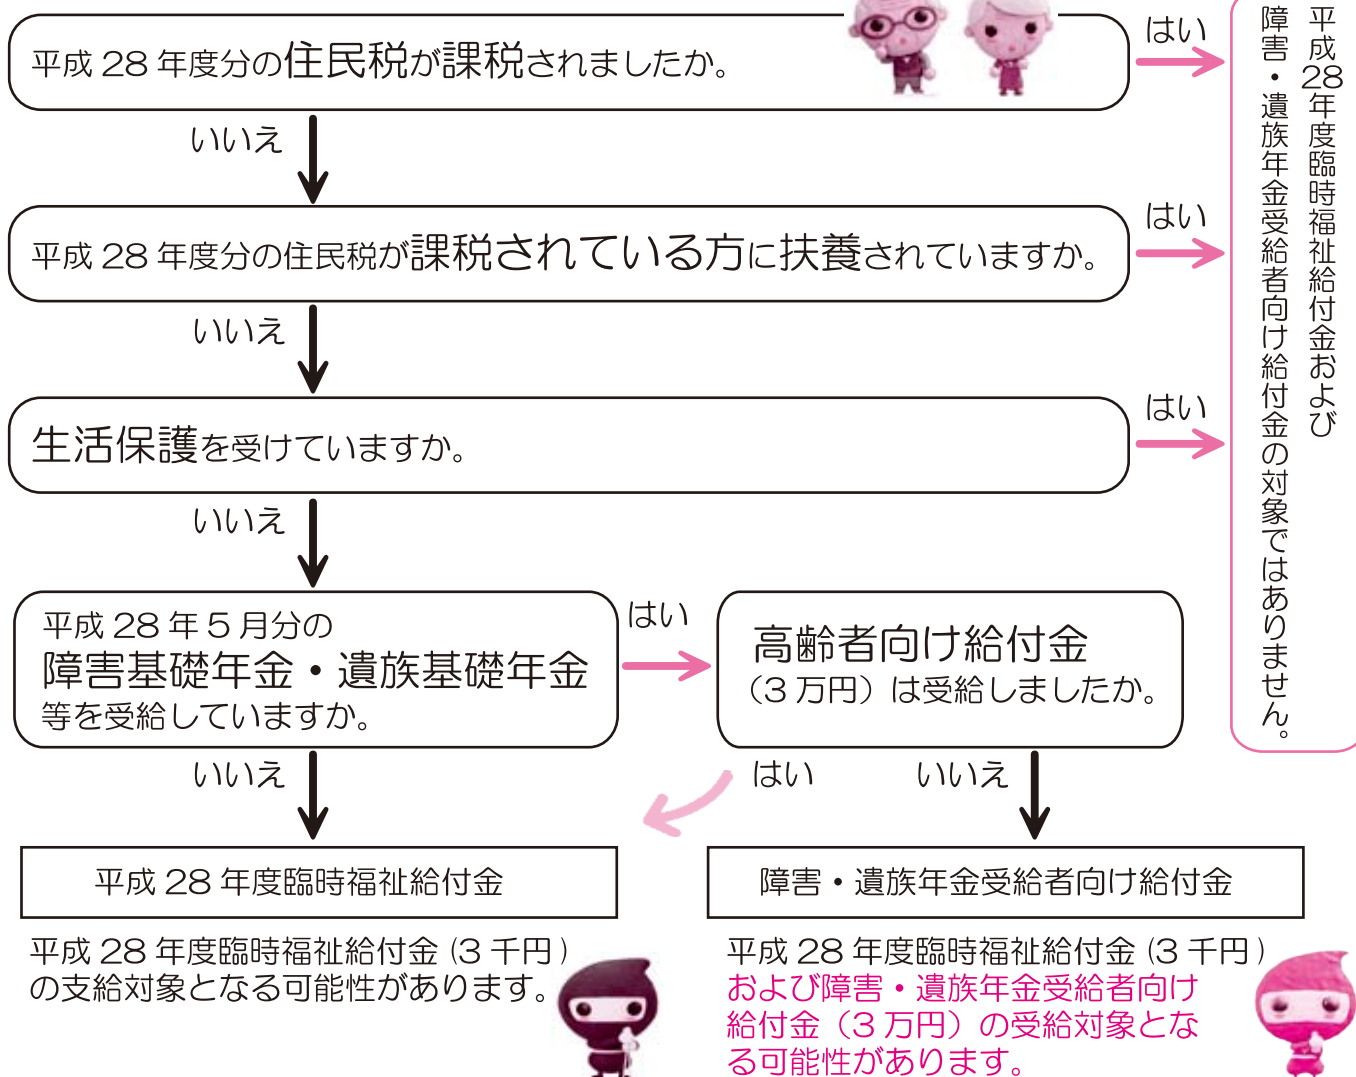 平成 28 年度分の住民税が課税されましたか。
はい
いいえ
平成 28 年度分の住民税が課税されている方に扶養されていますか。
はい
いいえ
生活保護を受けていますか。
はい
いいえ
平成28年度臨時福祉給付金および
障害・遺族年金受給者向け給付金の対象ではありません。
平成 28 年 5 月分の
障害基礎年金・遺族基礎年金
等を受給していますか。
はい
いいえ
高齢者向け給付金
（3 万円）は受給しましたか。
はい
いいえ
平成 28 年度臨時福祉給付金
平成 28 年度臨時福祉給付金 (3 千円)
の支給対象となる可能性があります。
障害・遺族年金受給者向け給付金
平成 28 年度臨時福祉給付金 (3 千円)
および障害・遺族年金受給者向け
給付金（3 万円）の受給対象とな
る可能性があります。